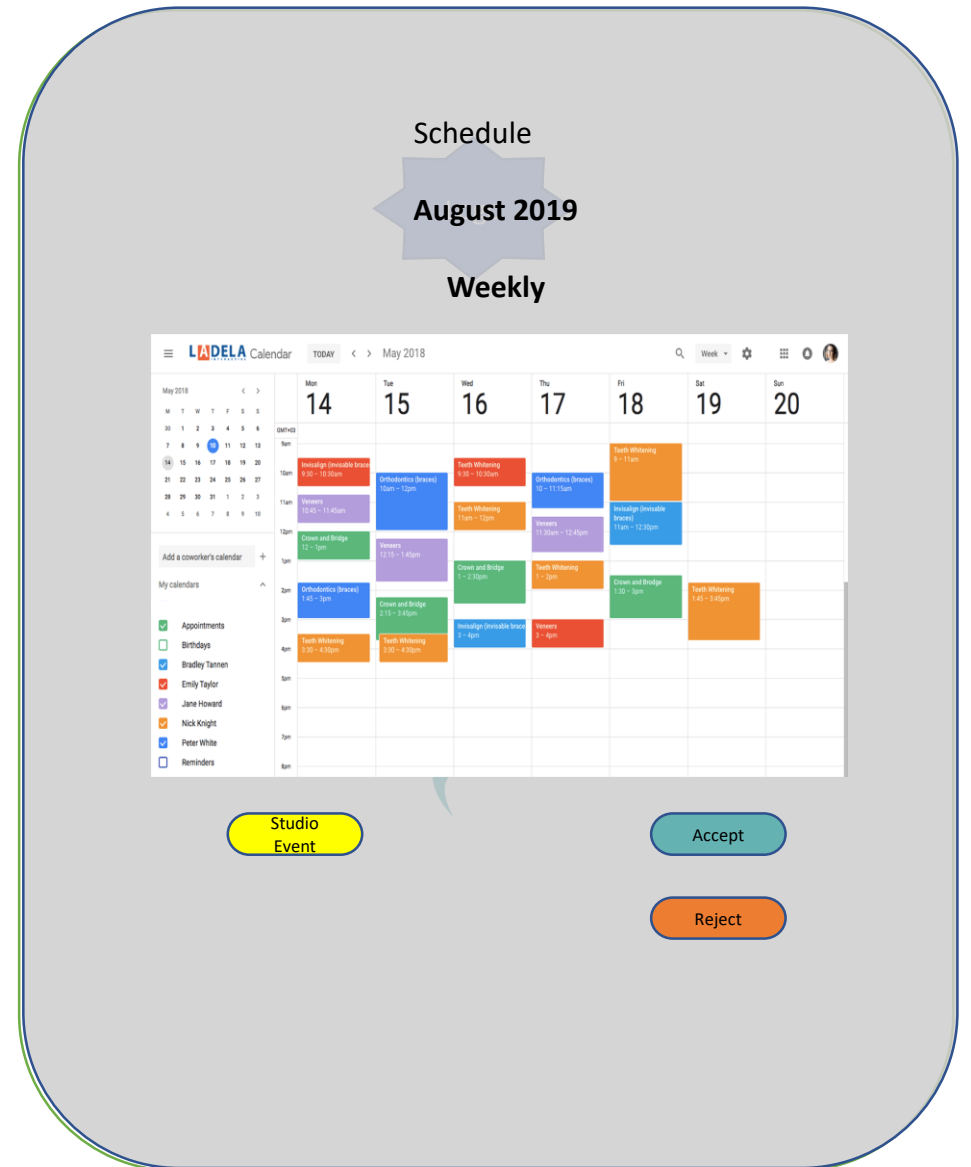 Schedule
August 2019
Weekly
LADELA Calendar TODAY < > May 2018 Week
INTERACTIVE
May 2018 < >
M T W T F S S
30 1 2 3 4 5 6
7 8 9 10 11 12 13
14 15 16 17 18 19 20
21 22 23 24 25 26 27
28 29 30 31 1 2 3
4 5 6 7 8 9 10
Add a coworker's calendar +
My calendars
Appointments
Birthdays
Bradley Tannen
Emily Taylor
Jane Howard
Nick Knight
Peter White
Reminders
Mon Tue Wed Thu Fri Sat Sun
14 15 16 17 18 19 20
GMT+03
9am
10am
11am
12pm
1pm
2pm
3pm
4pm
5pm
6pm
7pm
8pm
Invisalign (invisable brace
9:30 – 10:30am
Veneers
10:45 – 11:45am
Crown and Bridge
12 – 1pm
Orthodontics (braces)
1:45 – 3pm
Teeth Whitening
3:30 – 4:30pm
Orthodontics (braces)
10am – 12pm
Veneers
12:15 – 1:45pm
Crown and Bridge
2:15 – 3:45pm
Teeth Whitening
3:30 – 4:30pm
Teeth Whitening
9:30 – 10:30am
Teeth Whitening
11am – 12pm
Crown and Bridge
1 – 2:30pm
Invisalign (invisable brace
3 – 4pm
Orthodontics (braces)
10 – 11:15am
Veneers
11:30am – 12:45pm
Teeth Whitening
1 – 2pm
Veneers
3 – 4pm
Teeth Whitening
9 – 11am
Invisalign (invisable
braces)
11am – 12:30pm
Crown and Brodge
1:30 – 3pm
Teeth Whitening
1:45 – 3:45pm
Studio
Event
Accept
Reject